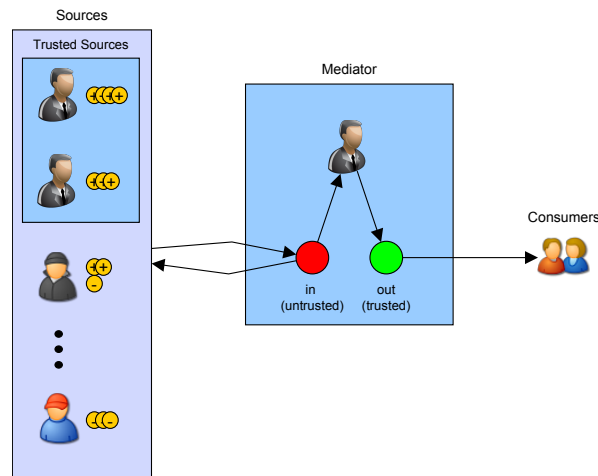 Sources
Trusted Sources
Mediator
Consumers
in
(untrusted)
out
(trusted)